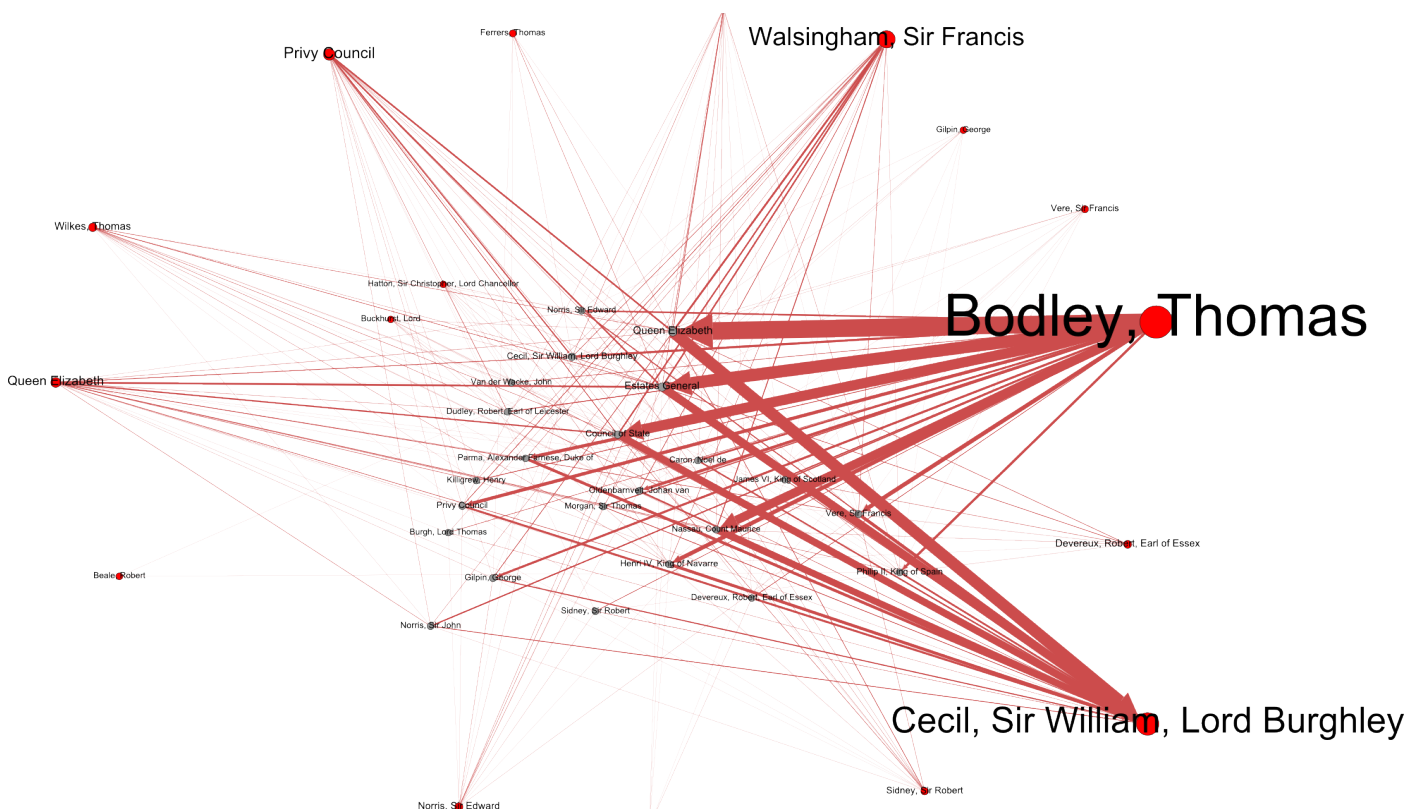 Walsingham, Sir Francis
Ferrers, Thomas
Privy Council
Gilpin, George
Vere, Sir Francis
Wilkes, Thomas
Hatton, Sir Christopher, Lord Chancellor
Norris, Sir Edward
Buckhurst, Lord
Bodley, Thomas
Queen Elizabeth
Cecil, Sir William, Lord Burghley
Queen Elizabeth
Van der Wacke, John
Estates General
Dudley, Robert, Earl of Leicester
Council of State
Parma, Alexander Farnese, Duke of
Caron, Noel de
Killigrew, Henry
James VI, King of Scotland
Oldenbarnvelt, Johan van
Privy Council
Morgan, Sir Thomas
Vere, Sir Francis
Burgh, Lord Thomas
Nassau, Count Maurice
Devereux, Robert, Earl of Essex
Henri IV, King of Navarre
Philip II, King of Spain
Beale, Robert
Gilpin, George
Devereux, Robert, Earl of Essex
Sidney, Sir Robert
Norris, Sir John
Cecil, Sir William, Lord Burghley
Sidney, Sir Robert
Norris, Sir Edward